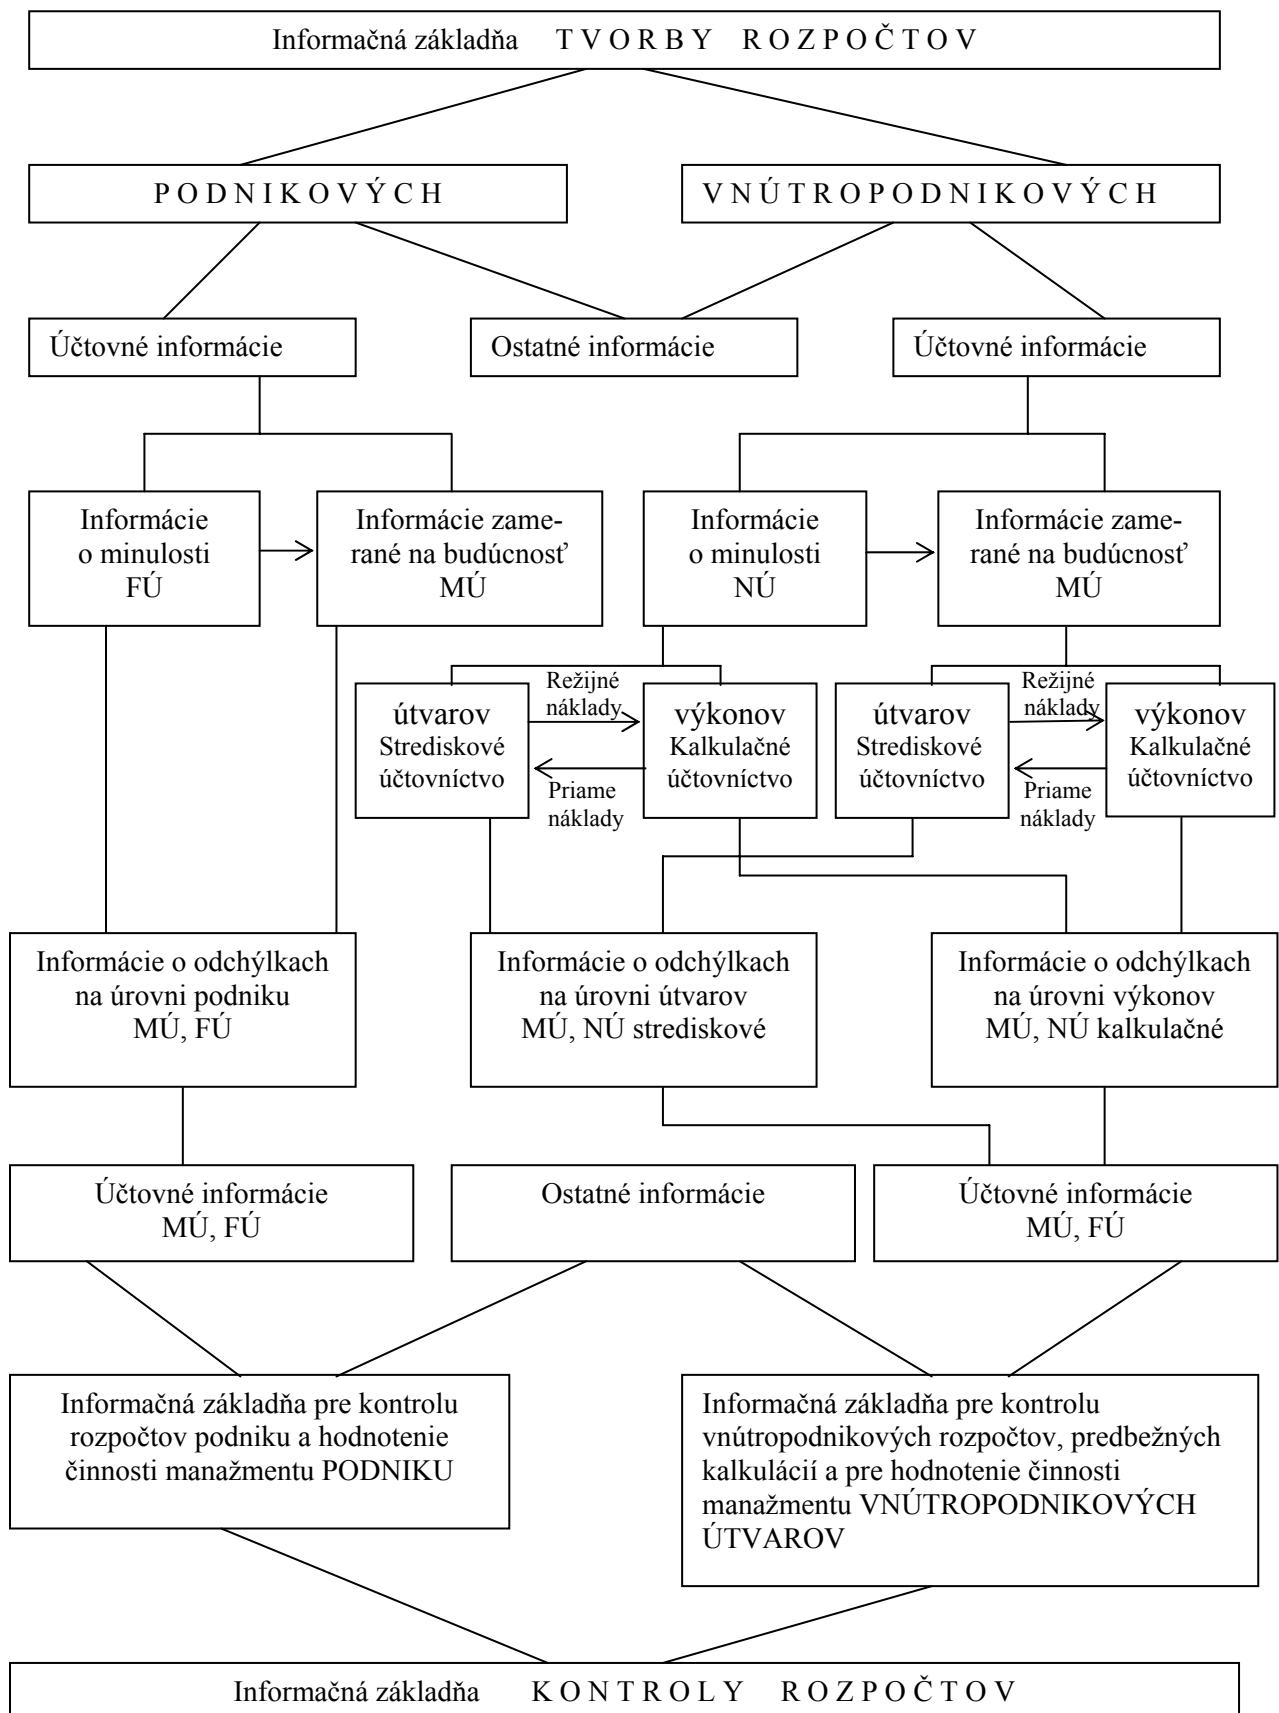 Informačná základňa T V O R B Y R O Z P O Č T O V
P O D N I K O V Ý C H
V N Ú T R O P O D N I K O V Ý C H
Účtovné informácie
Ostatné informácie
Účtovné informácie
Informácie
o minulosti
FÚ
Informácie zame-
rané na budúcnosť
MÚ
Informácie
o minulosti
NÚ
Informácie zame-
rané na budúcnosť
MÚ
útvarov
Strediskové
účtovníctvo
Režijné
náklady
Priame
náklady
výkonov
Kalkulačné
účtovníctvo
útvarov
Strediskové
účtovníctvo
Režijné
náklady
Priame
náklady
výkonov
Kalkulačné
účtovníctvo
Informácie o odchýlkach
na úrovni podniku
MÚ, FÚ
Informácie o odchýlkach
na úrovni útvarov
MÚ, NÚ strediskové
Informácie o odchýlkach
na úrovni výkonov
MÚ, NÚ kalkulačné
Účtovné informácie
MÚ, FÚ
Ostatné informácie
Účtovné informácie
MÚ, FÚ
Informačná základňa pre kontrolu
rozpočtov podniku a hodnotenie
činnosti manažmentu PODNIKU
Informačná základňa pre kontrolu
vnútropodnikových rozpočtov, predbežných
kalkulácií a pre hodnotenie činnosti
manažmentu VNÚTROPODNIKOVÝCH
ÚTVAROV
Informačná základňa K O N T R O L Y R O Z P O Č T O V